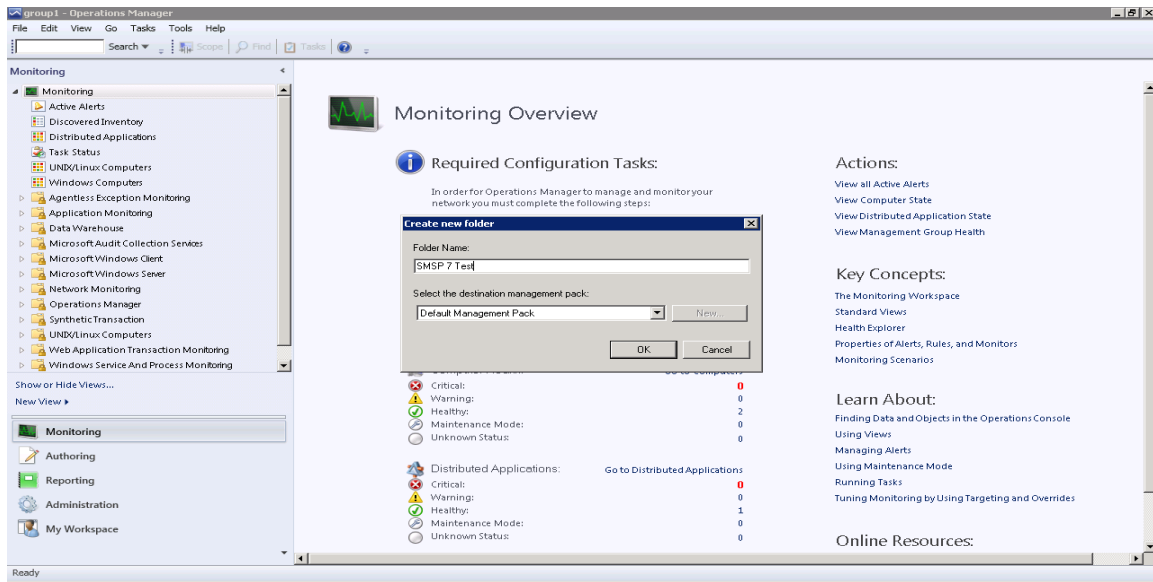 group1 - Operations Manager
File Edit View Go Tasks Tools Help
Search Scope Find Tasks
Monitoring
Monitoring
Active Alerts
Discovered Inventory
Distributed Applications
Task Status
UNIX/Linux Computers
Windows Computers
Agentless Exception Monitoring
Application Monitoring
Data Warehouse
Microsoft Audit Collection Services
Microsoft Windows Client
Microsoft Windows Server
Network Monitoring
Operations Manager
Synthetic Transaction
UNIX/Linux Computers
Web Application Transaction Monitoring
Windows Service And Process Monitoring
Show or Hide Views...
New View
Monitoring
Authoring
Reporting
Administration
My Workspace
Ready
Monitoring Overview
Required Configuration Tasks:
In order for Operations Manager to manage and monitor your
network you must complete the following steps:
Create new folder
Folder Name:
SMSP 7 Test
Select the destination management pack:
Default Management Pack New...
OK Cancel
Critical: 0
Warning: 0
Healthy: 2
Maintenance Mode: 0
Unknown Status: 0
Distributed Applications: Go to Distributed Applications
Critical: 0
Warning: 0
Healthy: 1
Maintenance Mode: 0
Unknown Status: 0
Actions:
View all Active Alerts
View Computer State
View Distributed Application State
View Management Group Health
Key Concepts:
The Monitoring Workspace
Standard Views
Health Explorer
Properties of Alerts, Rules, and Monitors
Monitoring Scenarios
Learn About:
Finding Data and Objects in the Operations Console
Using Views
Managing Alerts
Using Maintenance Mode
Running Tasks
Tuning Monitoring by Using Targeting and Overrides
Online Resources: